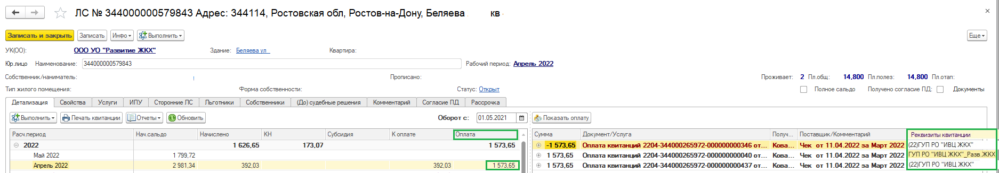 ЛС № 344000000579843 Адрес: 344114, Ростовская обл, Ростов-на-Дону, Беляева кв
Записать и закрыть Записать Инфо Выполнить Еще
УК(ОО): ООО УО "Развитие ЖКХ" Здание: Беляева ул Квартира:
Юр.лицо Наименование: 344000000579843 Рабочий период: Апрель 2022
Собственник/наниматель: Прописано: Проживает: 2 Пл.общ: 14,800 Пл.полез: 14,800 Пл.отап:
Тип жилого помещения: Форма собственности: Статус: Открыт Полное сальдо Получено согласие ПД: Документы
Детализация Свойства Услуги ИПУ Сторонние ЛС Льготники Собственники (До) судебные решения Комментарий Согласие ПД Рассрочка
Выполнить Печать квитанции Отчеты Обновить Оборот с: 01.05.2021 Показать оплату
Расч.период Нач.сальдо Начислено КН Субсидия К оплате Оплата Сумма Документ/Услуга Получ... Поставщик/Комментарий Реквизиты квитанции
2022 1 626,65 173,07 1 573,65 -1 573,65 Оплата квитанций 2204-344000265972-000000000346 от... Кова... Чек от 11.04.2022 за Март 2022 (22)ГУП РО "ИВЦ ЖКХ"
Май 2022 1 799,72 1 573,65 Оплата квитанций 2204-344000265972-000000000040 от... Кова... Чек от 11.04.2022 за Март 2022 ГУП РО "ИВЦ ЖКХ"_Разв.ЖКХ
Апрель 2022 2 981,34 392,03 392,03 1 573,65 1 573,65 Оплата квитанций 2204-344000265972-000000000437 от... Кова... Чек от 11.04.2022 за Март 2022 (22)ГУП РО "ИВЦ ЖКХ"